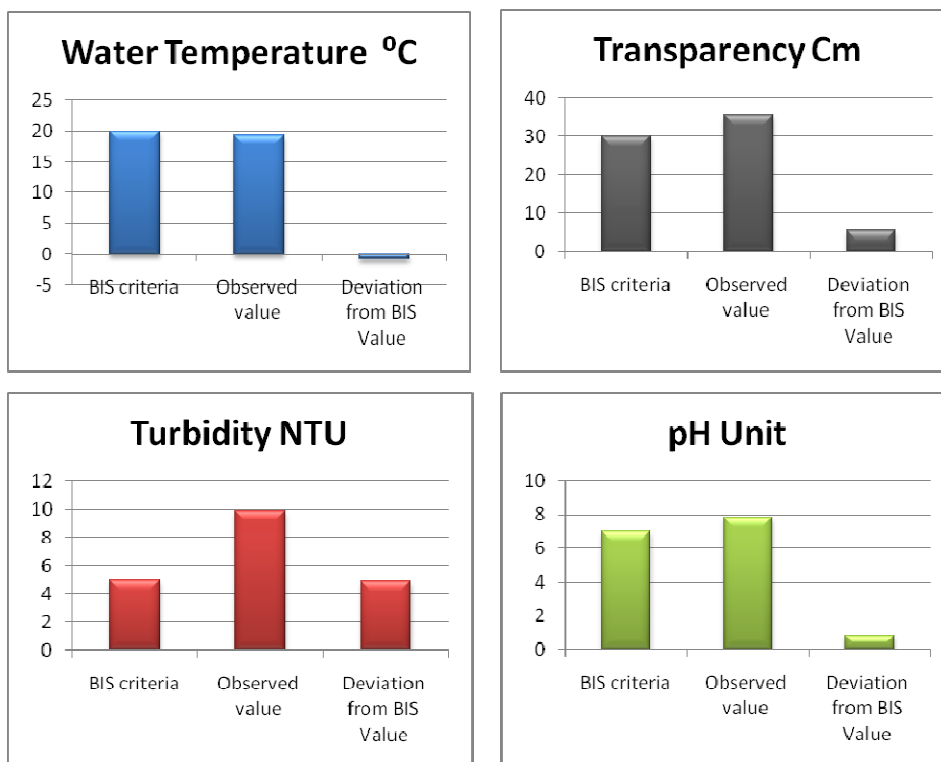 Water Temperature ⁰C
25
20
15
10
5
0
-5
BIS criteria
Observed
value
Deviation
from BIS
Value
Transparency Cm
40
30
20
10
0
BIS criteria
Observed
value
Deviation
from BIS
Value
Turbidity NTU
12
10
8
6
4
2
0
BIS criteria
Observed
value
Deviation
from BIS
Value
pH Unit
10
8
6
4
2
0
BIS criteria
Observed
value
Deviation
from BIS
Value